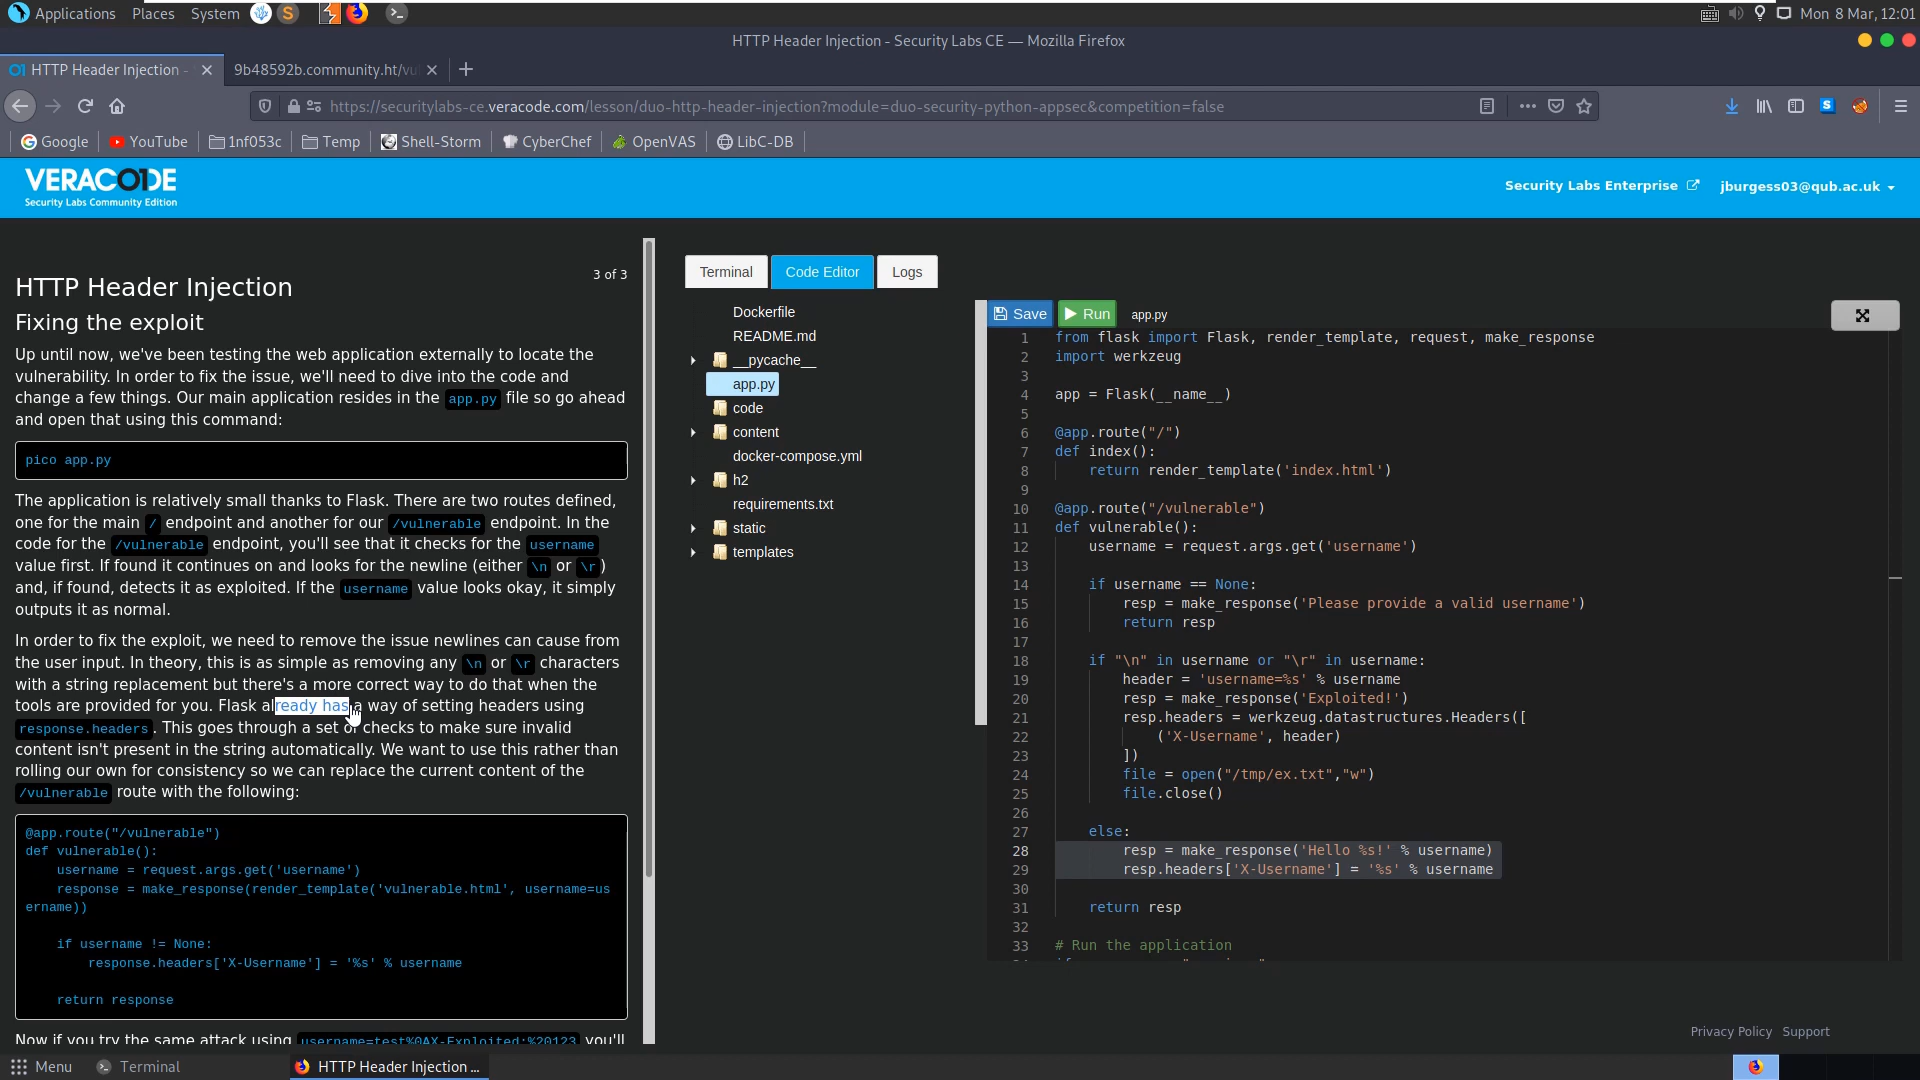 Applications Places System S Mon 8 Mar, 12:01
HTTP Header Injection - Security Labs CE — Mozilla Firefox
HTTP Header Injection - 9b48592b.community.ht/vu
https://securitylabs-ce.veracode.com/lesson/duo-http-header-injection?module=duo-security-python-appsec&competition=false
Google YouTube 1nf053c Temp Shell-Storm CyberChef OpenVAS LibC-DB
VERACODE
Security Labs Community Edition
Security Labs Enterprise jburgess03@qub.ac.uk
3 of 3
HTTP Header Injection
Fixing the exploit
Up until now, we've been testing the web application externally to locate the
vulnerability. In order to fix the issue, we'll need to dive into the code and
change a few things. Our main application resides in the app.py file so go ahead
and open that using this command:
pico app.py
The application is relatively small thanks to Flask. There are two routes defined,
one for the main / endpoint and another for our /vulnerable endpoint. In the
code for the /vulnerable endpoint, you'll see that it checks for the username
value first. If found it continues on and looks for the newline (either \n or \r)
and, if found, detects it as exploited. If the username value looks okay, it simply
outputs it as normal.
In order to fix the exploit, we need to remove the issue newlines can cause from
the user input. In theory, this is as simple as removing any \n or \r characters
with a string replacement but there's a more correct way to do that when the
tools are provided for you. Flask already has a way of setting headers using
response.headers. This goes through a set of checks to make sure invalid
content isn't present in the string automatically. We want to use this rather than
rolling our own for consistency so we can replace the current content of the
/vulnerable route with the following:
@app.route("/vulnerable")
def vulnerable():
username = request.args.get('username')
response = make_response(render_template('vulnerable.html', username=us
ername))
if username != None:
response.headers['X-Username'] = '%s' % username
return response
Now if you try the same attack using username=test%0AX-Exploited:%20123 you'll
Terminal Code Editor Logs
Dockerfile
README.md
__pycache__
app.py
code
content
docker-compose.yml
h2
requirements.txt
static
templates
Save Run app.py
1 from flask import Flask, render_template, request, make_response
2 import werkzeug
3
4 app = Flask(__name__)
5
6 @app.route("/")
7 def index():
8 return render_template('index.html')
9
10 @app.route("/vulnerable")
11 def vulnerable():
12 username = request.args.get('username')
13
14 if username == None:
15 resp = make_response('Please provide a valid username')
16 return resp
17
18 if "\n" in username or "\r" in username:
19 header = 'username=%s' % username
20 resp = make_response('Exploited!')
21 resp.headers = werkzeug.datastructures.Headers([
22 ('X-Username', header)
23 ])
24 file = open("/tmp/ex.txt","w")
25 file.close()
26
27 else:
28 resp = make_response('Hello %s!' % username)
29 resp.headers['X-Username'] = '%s' % username
30
31 return resp
32
33 # Run the application
Privacy Policy Support
Menu Terminal HTTP Header Injection ...